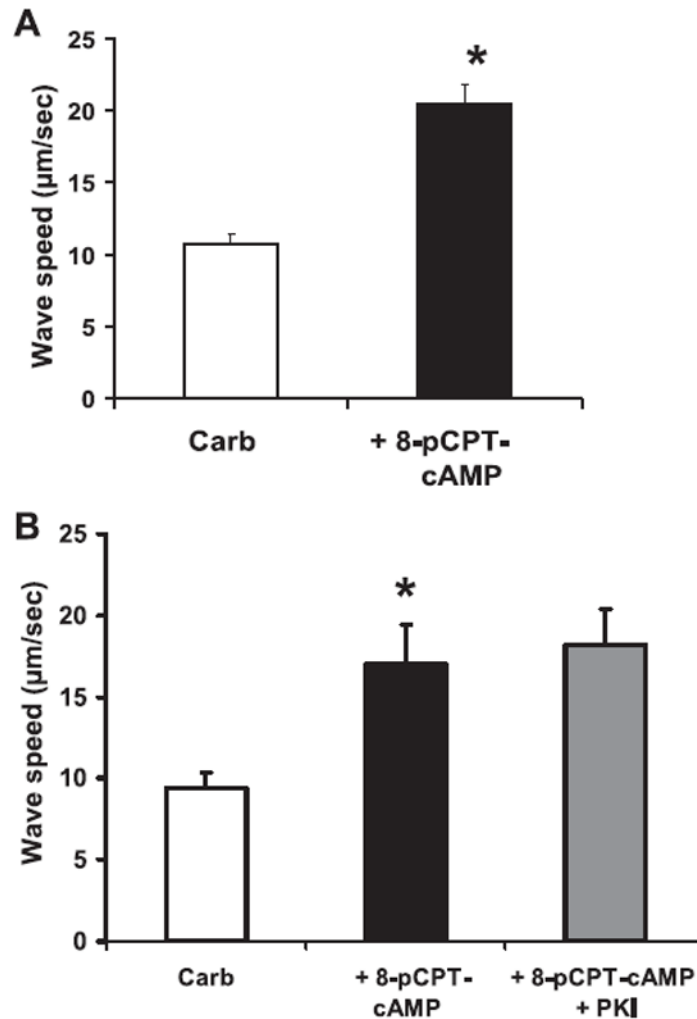 A
Wave speed (µm/sec)
25
20
15
10
5
0
*
Carb
+ 8-pCPT-
cAMP
B
Wave speed (µm/sec)
25
20
15
10
5
0
*
Carb
+ 8-pCPT-
cAMP
+ 8-pCPT-cAMP
+ PKI